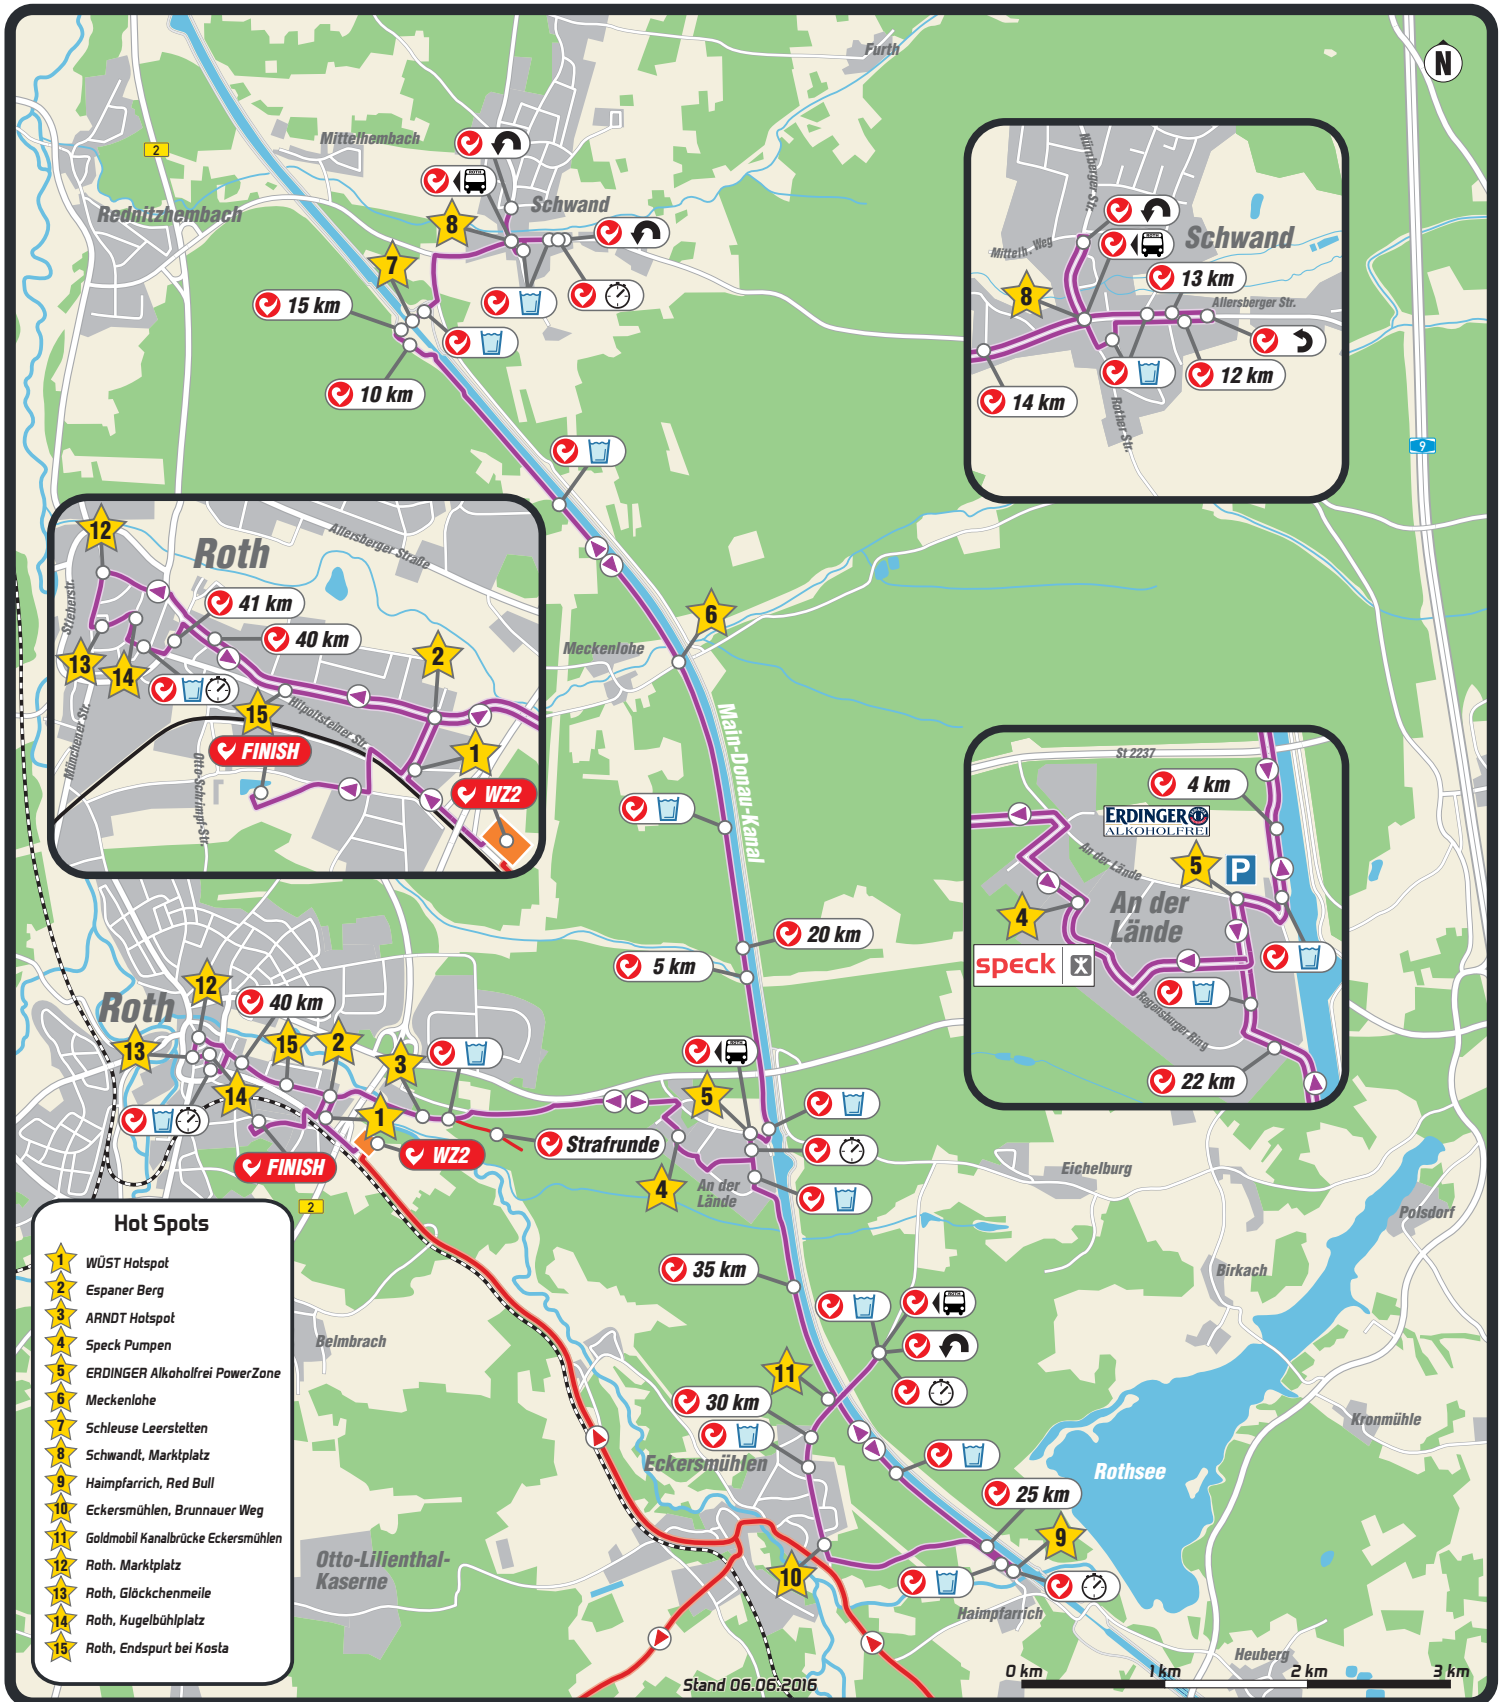 Furth
N
Mittelhembach
2
Rednitzhembach
Schwand
8
7
15 km
10 km
Nürnberger Str.
Mittelh. Weg
Schwand
13 km
8
Allersberger Str.
12 km
14 km
Rother Str.
9
12
Roth
Allersberger Straße
Stieberstr.
41 km
40 km
2
13
14
15
Hilpoltsteiner Str.
FINISH
Münchener Str.
Otto-Schrimpf-Str.
1
WZ2
6
Meckenlohe
Main-Donau-Kanal
St 2237
4 km
ERDINGER
ALKOHOLFREI
An der Lände
5
P
4
An der
Lände
speck
Regensburger Ring
22 km
20 km
5 km
12
Roth
40 km
13
15
2
3
14
1
5
Strafrunde
WZ2
FINISH
4
An der
Lände
2
Eichelburg
Polsdorf
Birkach
35 km
Belmbrach
11
30 km
Eckersmühlen
Kronmühle
Rothsee
25 km
9
10
Otto-Lilienthal-
Kaserne
Haimpfarrich
Heuberg
Hot Spots
1 WÜST Hotspot
2 Espaner Berg
3 ARNDT Hotspot
4 Speck Pumpen
5 ERDINGER Alkoholfrei PowerZone
6 Meckenlohe
7 Schleuse Leerstetten
8 Schwandt, Marktplatz
9 Haimpfarrich, Red Bull
10 Eckersmühlen, Brunnauer Weg
11 Goldmobil Kanalbrücke Eckersmühlen
12 Roth. Marktplatz
13 Roth, Glöckchenmeile
14 Roth, Kugelbühlplatz
15 Roth, Endspurt bei Kosta
0 km 1 km 2 km 3 km
Stand 06.06.2016